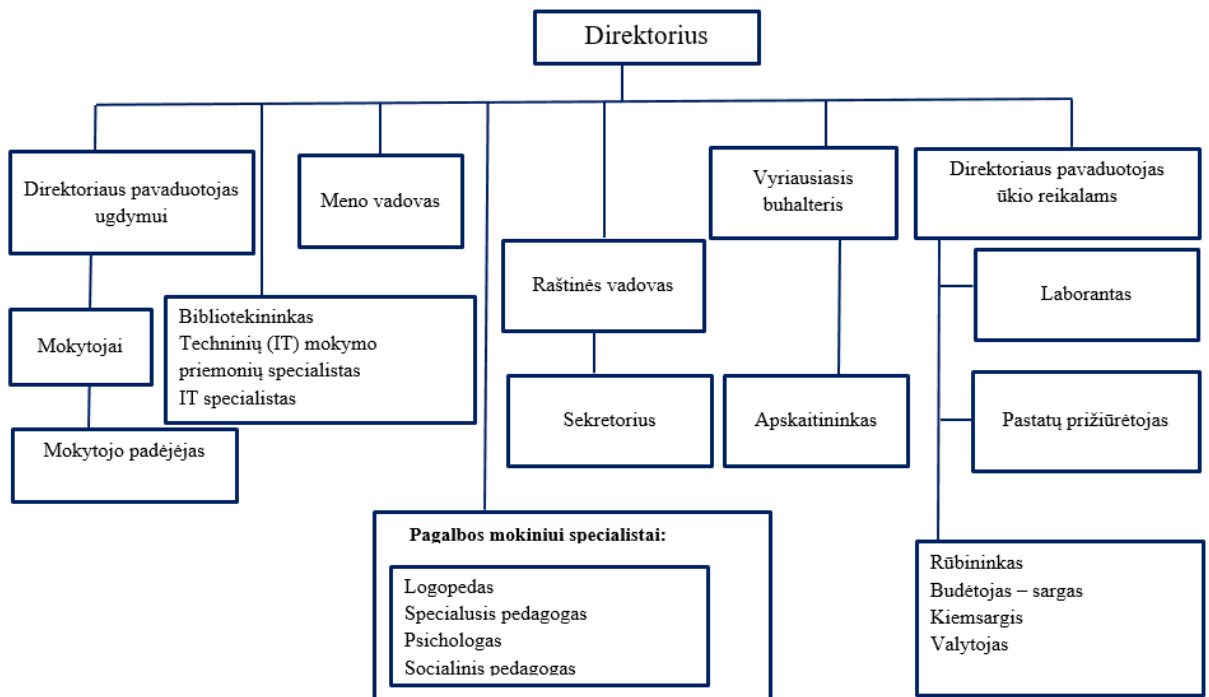 Direktorius
Direktoriaus pavaduotojas
ugdymui
Meno vadovas
Vyriausiasis
buhalteris
Direktoriaus pavaduotojas
ūkio reikalams
Raštinės vadovas
Laborantas
Mokytojai
Bibliotekininkas
Techninių (IT) mokymo
priemonių specialistas
IT specialistas
Sekretorius
Apskaitininkas
Pastatų prižiūrėtojas
Mokytojo padėjėjas
Pagalbos mokiniui specialistai:
Logopedas
Specialusis pedagogas
Psichologas
Socialinis pedagogas
Rūbininkas
Budėtojas – sargas
Kiemsargis
Valytojas